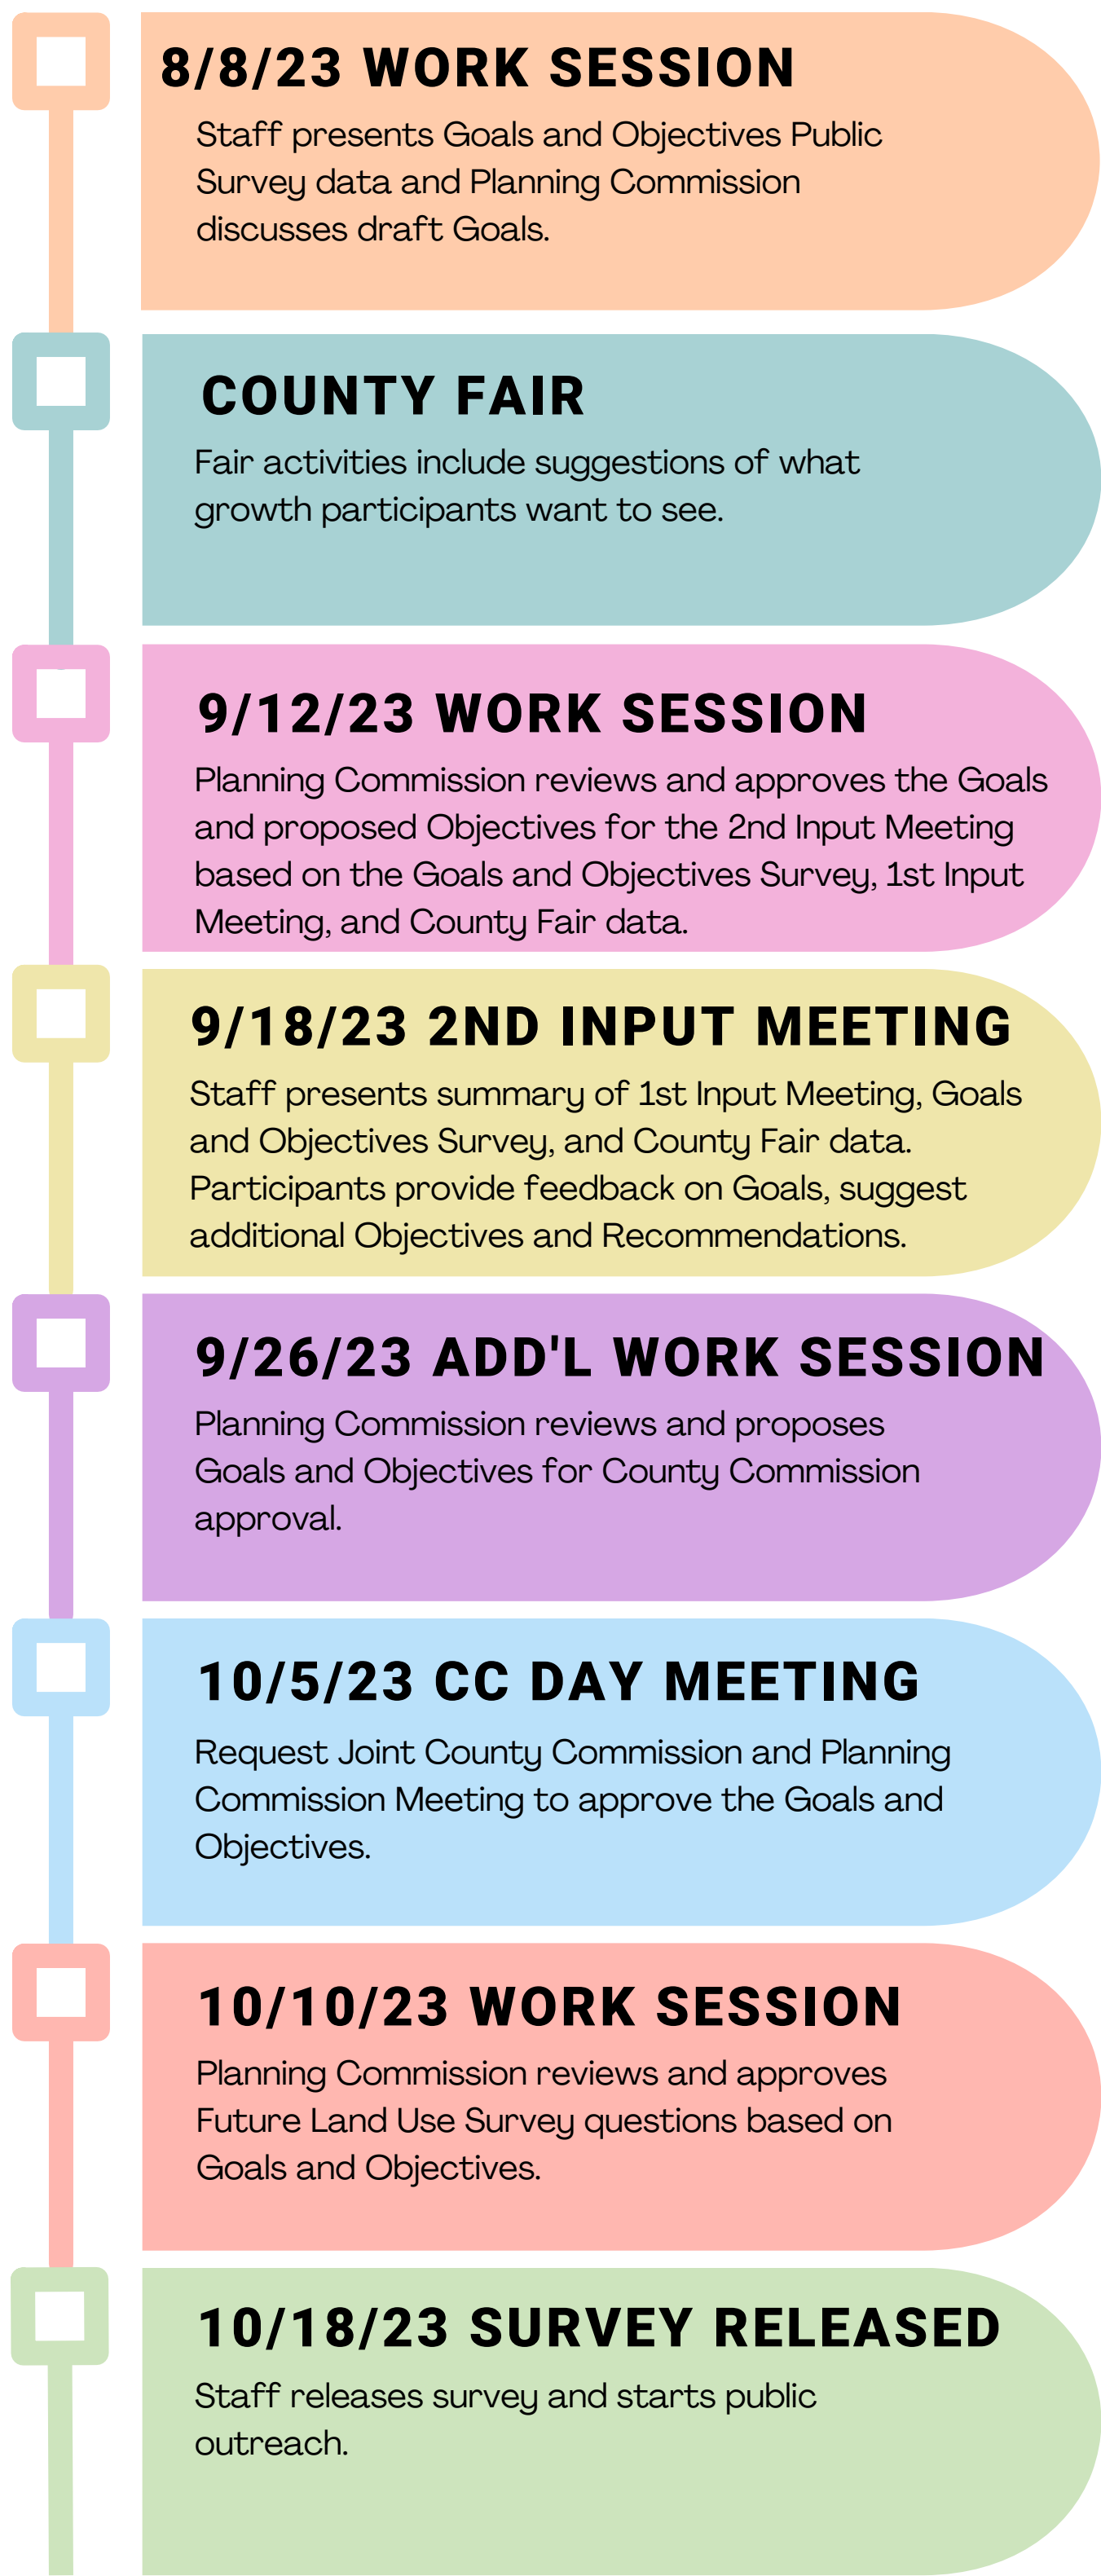 8/8/23 WORK SESSION
Staff presents Goals and Objectives Public
Survey data and Planning Commission
discusses draft Goals.
COUNTY FAIR
Fair activities include suggestions of what
growth participants want to see.
9/12/23 WORK SESSION
Planning Commission reviews and approves the Goals
and proposed Objectives for the 2nd Input Meeting
based on the Goals and Objectives Survey, 1st Input
Meeting, and County Fair data.
9/18/23 2ND INPUT MEETING
Staff presents summary of 1st Input Meeting, Goals
and Objectives Survey, and County Fair data.
Participants provide feedback on Goals, suggest
additional Objectives and Recommendations.
9/26/23 ADD'L WORK SESSION
Planning Commission reviews and proposes
Goals and Objectives for County Commission
approval.
10/5/23 CC DAY MEETING
Request Joint County Commission and Planning
Commission Meeting to approve the Goals and
Objectives.
10/10/23 WORK SESSION
Planning Commission reviews and approves
Future Land Use Survey questions based on
Goals and Objectives.
10/18/23 SURVEY RELEASED
Staff releases survey and starts public
outreach.